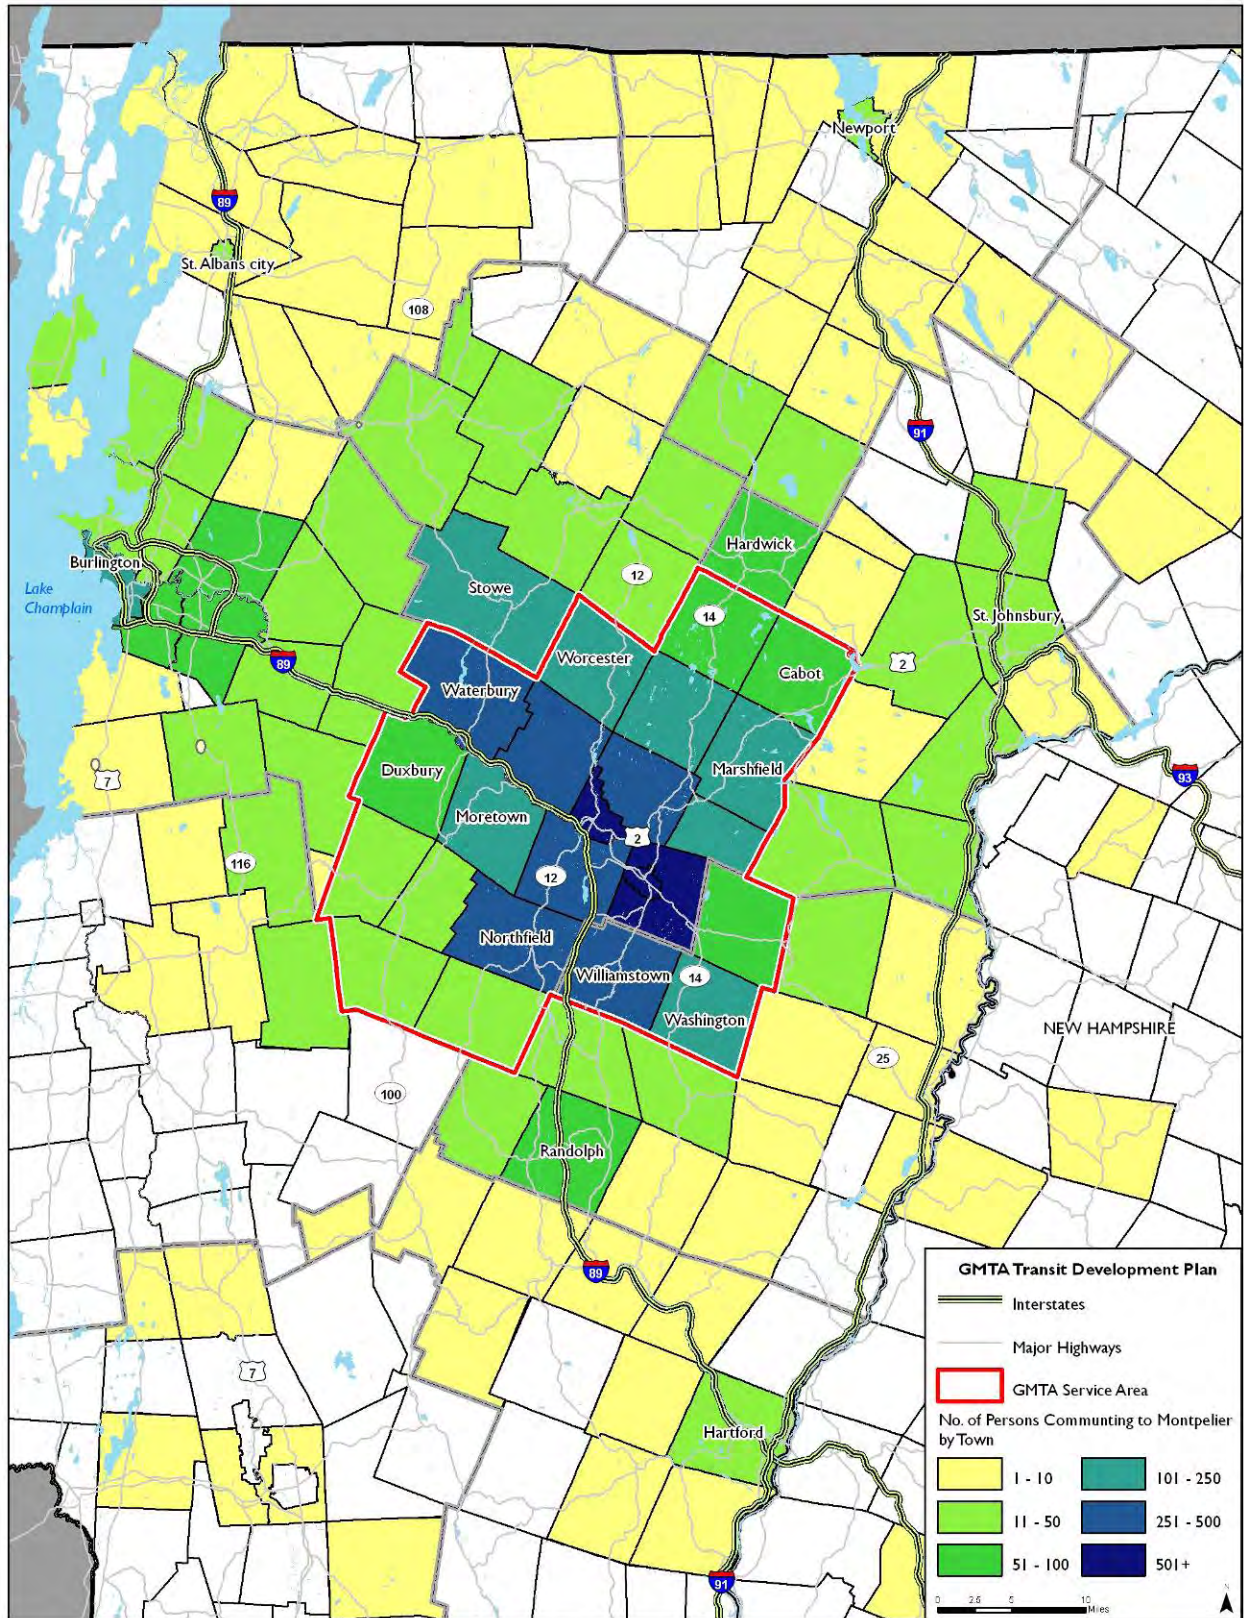 Newport
89
St. Albans city
108
91
Hardwick
Burlington
12
Lake
Champlain
Stowe
14
St. Johnsbury
Worcester
2
89
Cabot
Waterbury
Duxbury
Marshfield
7
93
Moretown
2
116
12
Northfield
Williamstown
14
Washington
NEW HAMPSHIRE
25
100
Randolph
89
7
Hartford
91
GMTA Transit Development Plan
Interstates
Major Highways
GMTA Service Area
No. of Persons Communting to Montpelier
by Town
1 - 10
101 - 250
11 - 50
251 - 500
51 - 100
501+
0 2.5 5 10
Miles
N